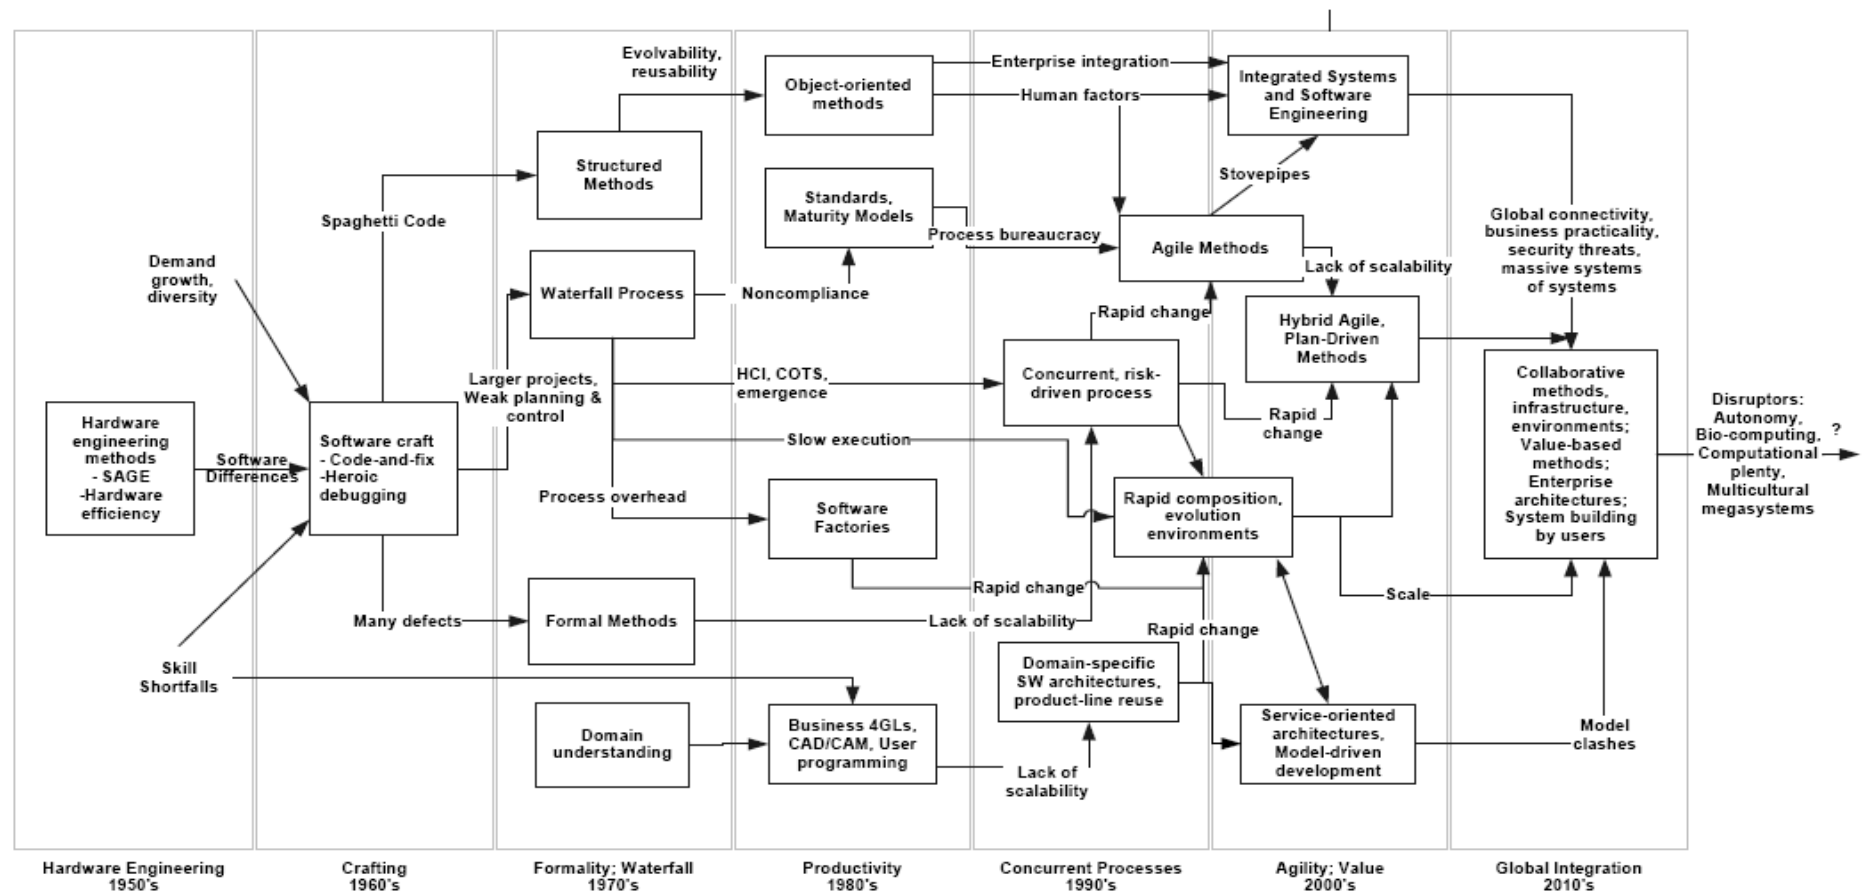 Evolvability,
reusability
Object-oriented
methods
Enterprise integration
Human factors
Integrated Systems
and Software
Engineering
Structured
Methods
Spaghetti Code
Standards,
Maturity Models
Process bureaucracy
Stovepipes
Agile Methods
Lack of scalability
Global connectivity,
business practicality,
security threats,
massive systems
of systems
Demand
growth,
diversity
Waterfall Process
Noncompliance
Rapid change
Hybrid Agile,
Plan-Driven
Methods
Larger projects,
Weak planning &
control
HCI, COTS,
emergence
Concurrent, risk-
driven process
Rapid
change
Collaborative
methods,
infrastructure,
environments;
Value-based
methods;
Enterprise
architectures;
System building
by users
Disruptors:
Autonomy,
Bio-computing,
Computational
plenty,
Multicultural
megasystems
?
Hardware
engineering
methods
- SAGE
-Hardware
efficiency
Software
Differences
Software craft
- Code-and-fix
-Heroic
debugging
Slow execution
Process overhead
Software
Factories
Rapid composition,
evolution
environments
Rapid change
Scale
Many defects
Formal Methods
Lack of scalability
Rapid change
Skill
Shortfalls
Domain-specific
SW architectures,
product-line reuse
Domain
understanding
Business 4GLs,
CAD/CAM, User
programming
Lack of
scalability
Service-oriented
architectures,
Model-driven
development
Model
clashes
Hardware Engineering
1950's
Crafting
1960's
Formality; Waterfall
1970's
Productivity
1980's
Concurrent Processes
1990's
Agility; Value
2000's
Global Integration
2010's